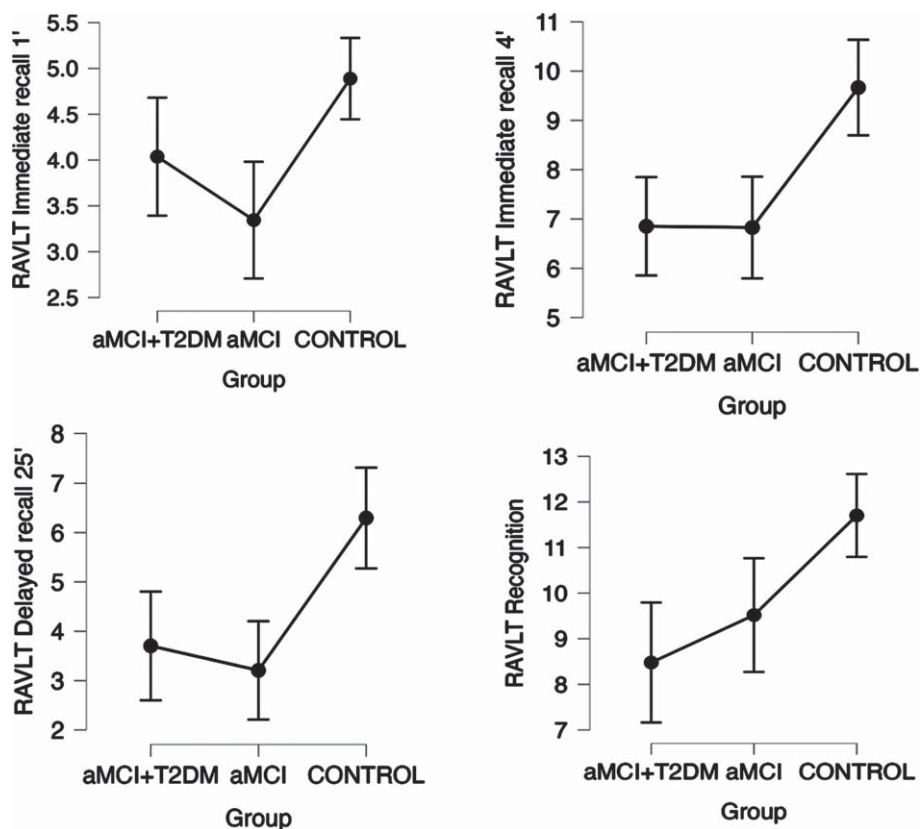 RAVLT Immediate recall 1'
5.5
5.0
4.5
4.0
3.5
3.0
2.5
aMCI+T2DM aMCI CONTROL
Group
RAVLT Immediate recall 4'
11
10
9
8
7
6
5
aMCI+T2DM aMCI CONTROL
Group
RAVLT Delayed recall 25'
8
7
6
5
4
3
2
aMCI+T2DM aMCI CONTROL
Group
RAVLT Recognition
13
12
11
10
9
8
7
aMCI+T2DM aMCI CONTROL
Group